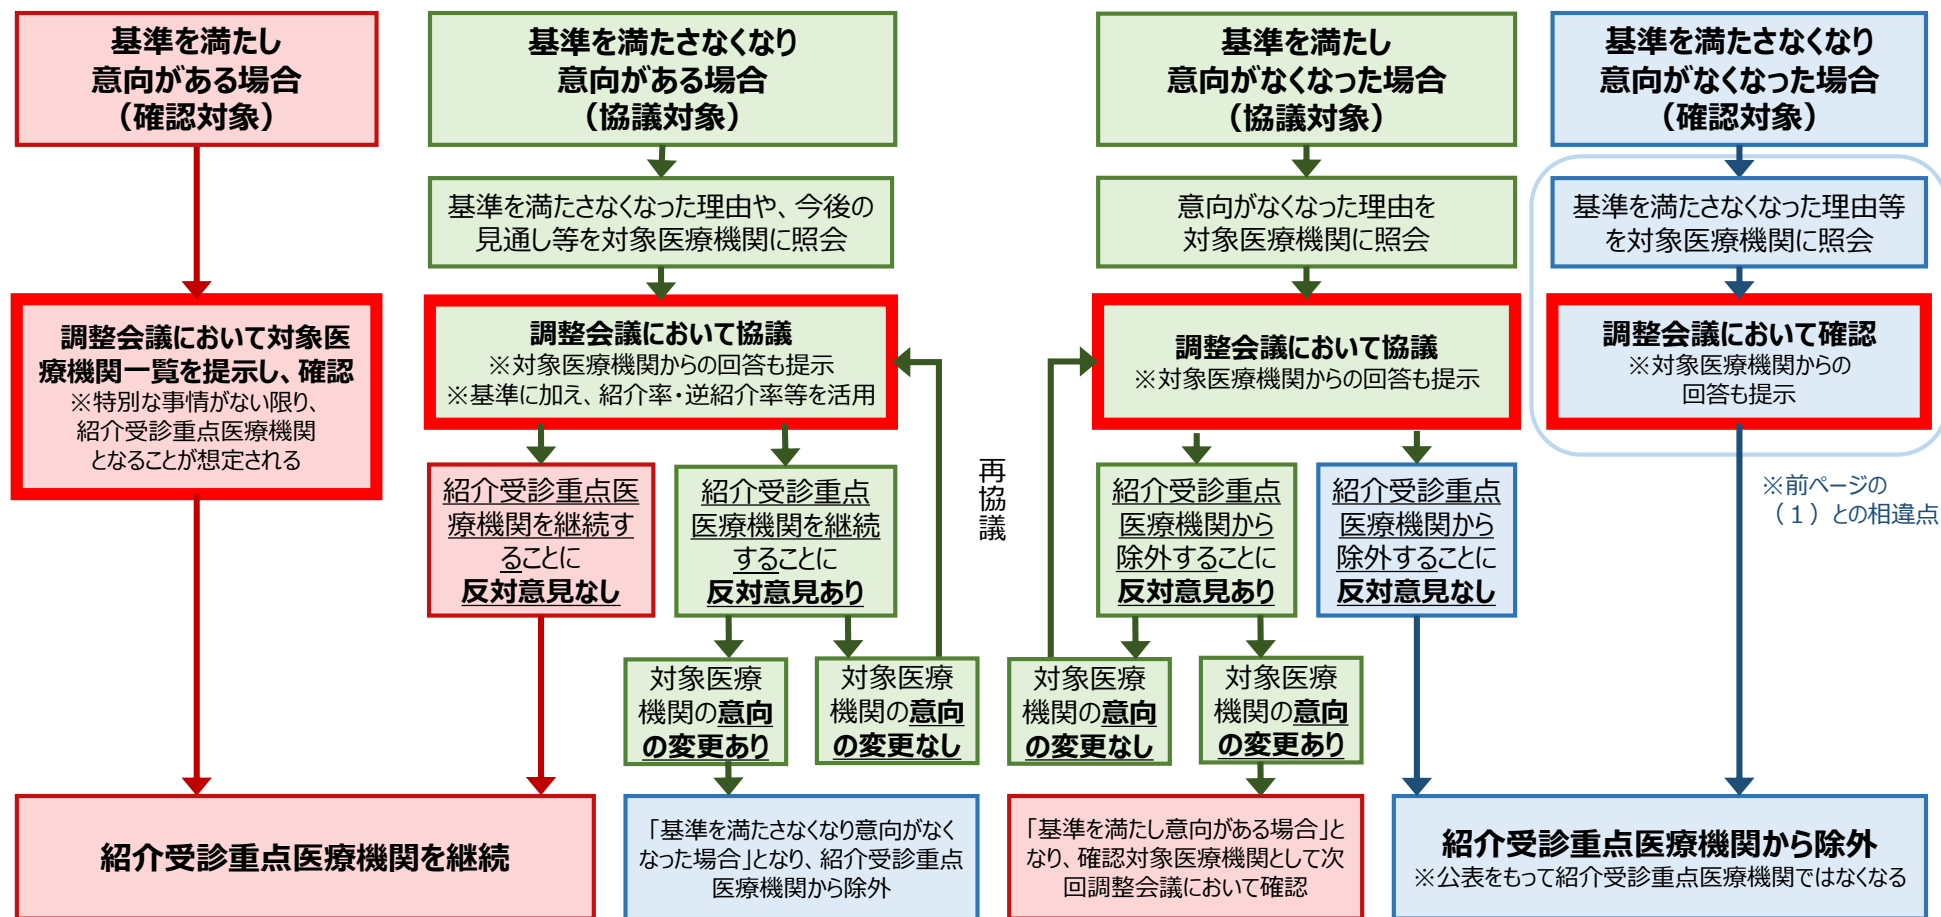 基準を満たし
意向がある場合
（確認対象）
基準を満たさなくなり
意向がある場合
（協議対象）
基準を満たし
意向がなくなった場合
（協議対象）
基準を満たさなくなり
意向がなくなった場合
（確認対象）
基準を満たさなくなった理由や、今後の
見通し等を対象医療機関に照会
意向がなくなった理由を
対象医療機関に照会
基準を満たさなくなった理由等
を対象医療機関に照会
調整会議において対象医
療機関一覧を提示し、確認
※特別な事情がない限り、
紹介受診重点医療機関
となることが想定される
調整会議において協議
※対象医療機関からの回答も提示
※基準に加え、紹介率・逆紹介率等を活用
調整会議において協議
※対象医療機関からの回答も提示
調整会議において確認
※対象医療機関からの
回答も提示
※前ページの
（１）との相違点
紹介受診重点医
療機関を継続す
ることに
反対意見なし
紹介受診重点
医療機関を継続
することに
反対意見あり
再協議
紹介受診重点
医療機関から
除外することに
反対意見あり
紹介受診重点
医療機関から
除外することに
反対意見なし
対象医療
機関の意向
の変更あり
対象医療
機関の意向
の変更なし
対象医療
機関の意向
の変更なし
対象医療
機関の意向
の変更あり
紹介受診重点医療機関を継続
「基準を満たさなくなり意向がなく
なった場合」となり、紹介受診重点
医療機関から除外
「基準を満たし意向がある場合」と
なり、確認対象医療機関として次
回調整会議において確認
紹介受診重点医療機関から除外
※公表をもって紹介受診重点医療機関ではなくなる